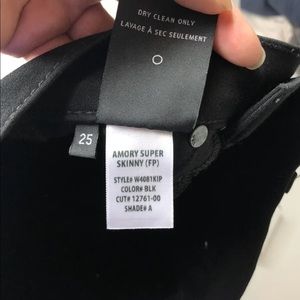 DRY CLEAN ONLY
LAVAGE À SEC SEULEMENT
25
AMORY SUPER
SKINNY (FP)
STYLE# W4081KIP
COLOR# BLK
CUT# 12761-00
SHADE# A